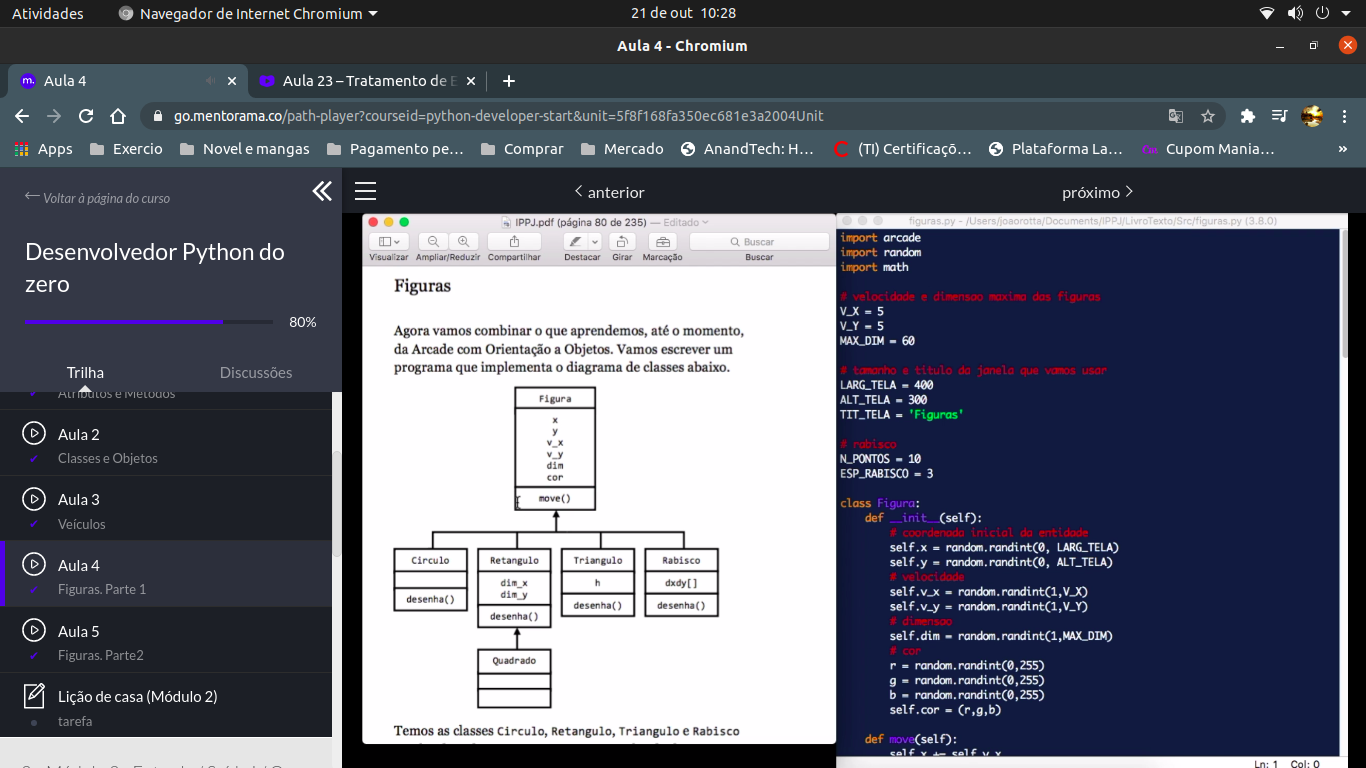 Atividades
Navegador de Internet Chromium
21 de out 10:28
Aula 4 - Chromium
Aula 4
Aula 23 – Tratamento de E
go.mentorama.co/path-player?courseid=python-developer-start&unit=5f8f168fa350ec681e3a2004Unit
Apps
Exercio
Novel e mangas
Pagamento pe…
Comprar
Mercado
AnandTech: H…
(TI) Certificaçõ…
Plataforma La…
Cupom Mania…
»
Voltar à página do curso
Desenvolvedor Python do
zero
80%
Trilha
Discussões
Atributos e Métodos
Aula 2
Classes e Objetos
Aula 3
Veículos
Aula 4
Figuras. Parte 1
Aula 5
Figuras. Parte2
Lição de casa (Módulo 2)
tarefa
anterior
próximo
IPPJ.pdf (página 80 de 235) — Editado
Visualizar
Ampliar/Reduzir
Compartilhar
Destacar
Girar
Marcação
Buscar
Buscar
Figuras
Agora vamos combinar o que aprendemos, até o momento,
da Arcade com Orientação a Objetos. Vamos escrever um
programa que implementa o diagrama de classes abaixo.
Figura
x
y
v_x
v_y
dim
cor
move()
Circulo
desenha()
Retangulo
dim_x
dim_y
desenha()
Triangulo
h
desenha()
Rabisco
dxdy[]
desenha()
Quadrado
Temos as classes Circulo, Retangulo, Triangulo e Rabisco
figuras.py - /Users/joaorotta/Documents/IPPJ/LivroTexto/Src/figuras.py (3.8.0)
import arcade
import random
import math
# velocidade e dimensao maxima das figuras
V_X = 5
V_Y = 5
MAX_DIM = 60
# tamanho e titulo da janela que vamos usar
LARG_TELA = 400
ALT_TELA = 300
TIT_TELA = 'Figuras'
# rabisco
N_PONTOS = 10
ESP_RABISCO = 3
class Figura:
def __init__(self):
# coordenada inicial da entidade
self.x = random.randint(0, LARG_TELA)
self.y = random.randint(0, ALT_TELA)
# velocidade
self.v_x = random.randint(1,V_X)
self.v_y = random.randint(1,V_Y)
# dimensao
self.dim = random.randint(1,MAX_DIM)
# cor
r = random.randint(0,255)
g = random.randint(0,255)
b = random.randint(0,255)
self.cor = (r,g,b)
def move(self):
self.x += self.v_x
Ln: 1 Col: 0